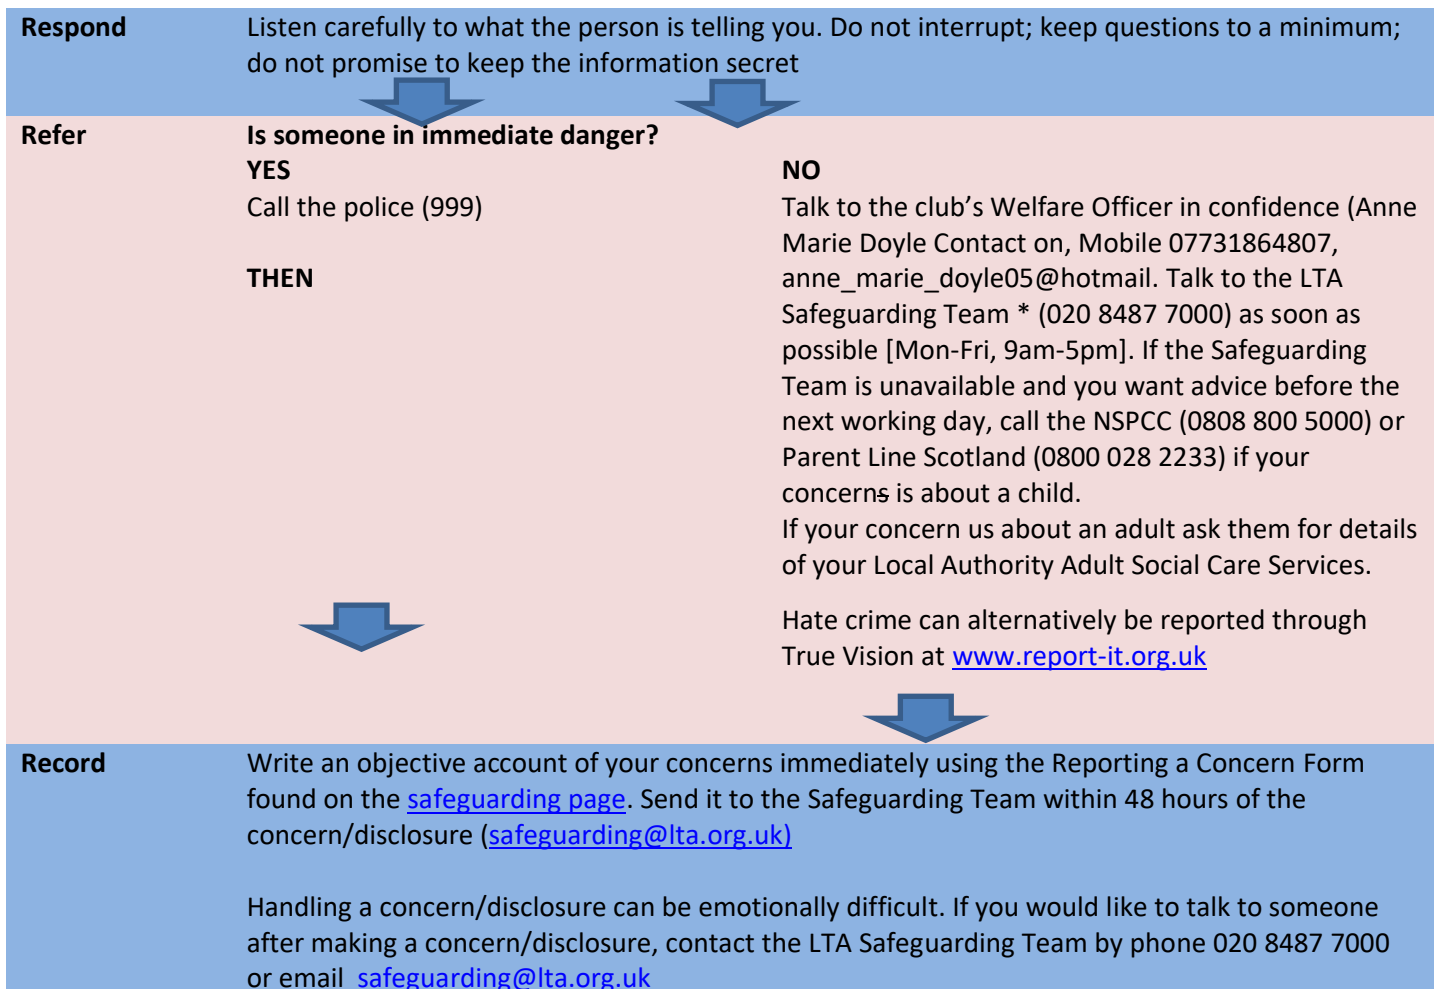 Respond
Listen carefully to what the person is telling you. Do not interrupt; keep questions to a minimum;
do not promise to keep the information secret
Refer
Is someone in immediate danger?
YES
Call the police (999)
THEN
NO
Talk to the club’s Welfare Officer in confidence (Anne
Marie Doyle Contact on, Mobile 07731864807,
anne_marie_doyle05@hotmail. Talk to the LTA
Safeguarding Team * (020 8487 7000) as soon as
possible [Mon-Fri, 9am-5pm]. If the Safeguarding
Team is unavailable and you want advice before the
next working day, call the NSPCC (0808 800 5000) or
Parent Line Scotland (0800 028 2233) if your
concerns is about a child.
If your concern us about an adult ask them for details
of your Local Authority Adult Social Care Services.
Hate crime can alternatively be reported through
True Vision at www.report-it.org.uk
Record
Write an objective account of your concerns immediately using the Reporting a Concern Form
found on the safeguarding page. Send it to the Safeguarding Team within 48 hours of the
concern/disclosure (safeguarding@lta.org.uk)
Handling a concern/disclosure can be emotionally difficult. If you would like to talk to someone
after making a concern/disclosure, contact the LTA Safeguarding Team by phone 020 8487 7000
or email safeguarding@lta.org.uk